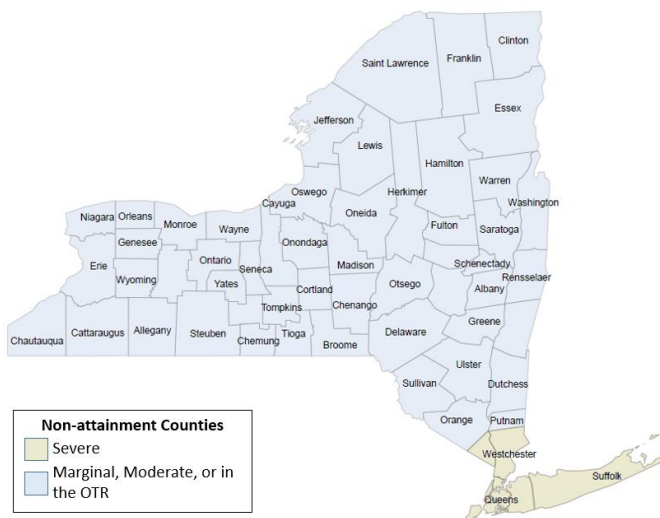 Clinton
Franklin
Saint Lawrence
Essex
Jefferson
Lewis
Hamilton
Warren
Oswego
Herkimer
Washington
Cayuga
Oneida
Niagara
Orleans
Monroe
Wayne
Fulton
Saratoga
Onondaga
Genesee
Ontario
Madison
Schenectady
Erie
Seneca
Rensselaer
Wyoming
Yates
Otsego
Albany
Cortland
Chenango
Tompkins
Greene
Cattaraugus
Allegany
Steuben
Tioga
Delaware
Chautauqua
Chemung
Broome
Ulster
Sullivan
Dutchess
Orange
Putnam
Westchester
Suffolk
Queens
Non-attainment Counties
Severe
Marginal, Moderate, or in
the OTR